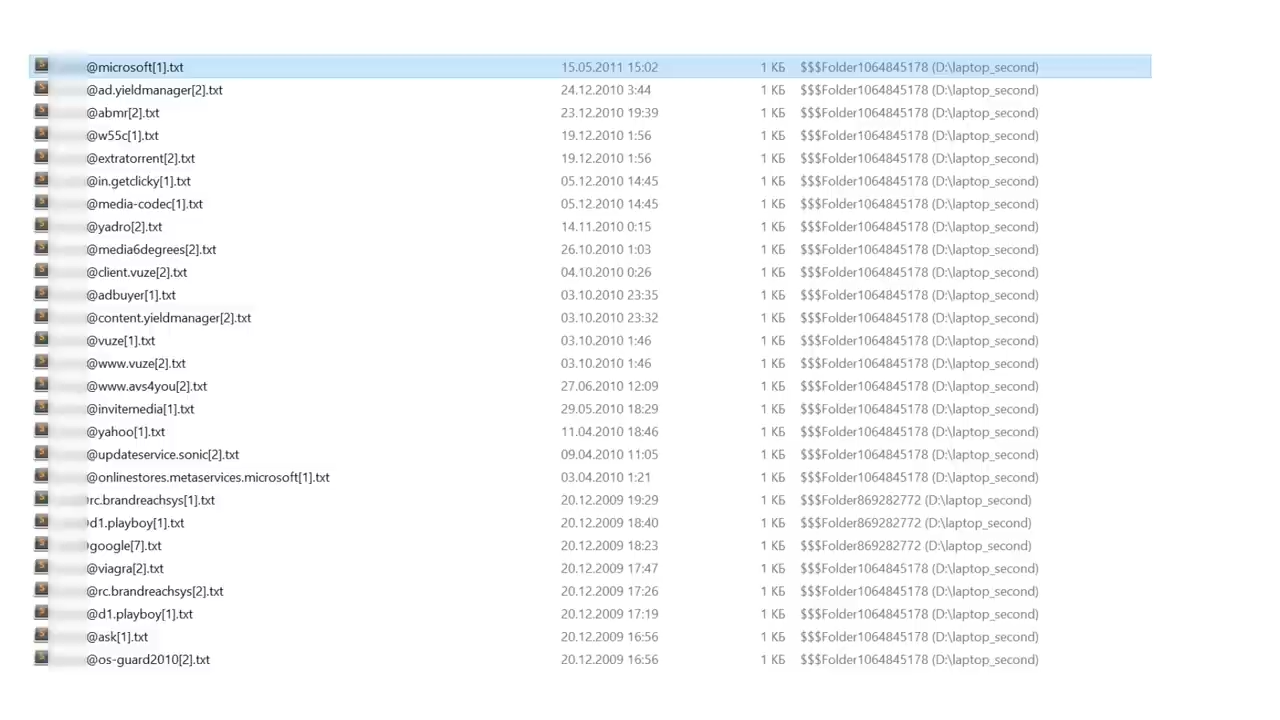 @microsoft[1].txt 15.05.2011 15:02 1 КБ $$$Folder1064845178 (D:\laptop_second)
@ad.yieldmanager[2].txt 24.12.2010 3:44 1 КБ $$$Folder1064845178 (D:\laptop_second)
@abmr[2].txt 23.12.2010 19:39 1 КБ $$$Folder1064845178 (D:\laptop_second)
@w55c[1].txt 19.12.2010 1:56 1 КБ $$$Folder1064845178 (D:\laptop_second)
@extratorrent[2].txt 19.12.2010 1:56 1 КБ $$$Folder1064845178 (D:\laptop_second)
@in.getclicky[1].txt 05.12.2010 14:45 1 КБ $$$Folder1064845178 (D:\laptop_second)
@media-codec[1].txt 05.12.2010 14:45 1 КБ $$$Folder1064845178 (D:\laptop_second)
@yadro[2].txt 14.11.2010 0:15 1 КБ $$$Folder1064845178 (D:\laptop_second)
@media6degrees[2].txt 26.10.2010 1:03 1 КБ $$$Folder1064845178 (D:\laptop_second)
@client.vuze[2].txt 04.10.2010 0:26 1 КБ $$$Folder1064845178 (D:\laptop_second)
@adbuyer[1].txt 03.10.2010 23:35 1 КБ $$$Folder1064845178 (D:\laptop_second)
@content.yieldmanager[2].txt 03.10.2010 23:32 1 КБ $$$Folder1064845178 (D:\laptop_second)
@vuze[1].txt 03.10.2010 1:46 1 КБ $$$Folder1064845178 (D:\laptop_second)
@www.vuze[2].txt 03.10.2010 1:46 1 КБ $$$Folder1064845178 (D:\laptop_second)
@www.avs4you[2].txt 27.06.2010 12:09 1 КБ $$$Folder1064845178 (D:\laptop_second)
@invitemedia[1].txt 29.05.2010 18:29 1 КБ $$$Folder1064845178 (D:\laptop_second)
@yahoo[1].txt 11.04.2010 18:46 1 КБ $$$Folder1064845178 (D:\laptop_second)
@updateservice.sonic[2].txt 09.04.2010 11:05 1 КБ $$$Folder1064845178 (D:\laptop_second)
@onlinestores.metaservices.microsoft[1].txt 03.04.2010 1:21 1 КБ $$$Folder1064845178 (D:\laptop_second)
rc.brandreachsys[1].txt 20.12.2009 19:29 1 КБ $$$Folder869282772 (D:\laptop_second)
d1.playboy[1].txt 20.12.2009 18:40 1 КБ $$$Folder869282772 (D:\laptop_second)
google[7].txt 20.12.2009 18:23 1 КБ $$$Folder869282772 (D:\laptop_second)
@viagra[2].txt 20.12.2009 17:47 1 КБ $$$Folder1064845178 (D:\laptop_second)
@rc.brandreachsys[2].txt 20.12.2009 17:26 1 КБ $$$Folder1064845178 (D:\laptop_second)
@d1.playboy[1].txt 20.12.2009 17:19 1 КБ $$$Folder1064845178 (D:\laptop_second)
@ask[1].txt 20.12.2009 16:56 1 КБ $$$Folder1064845178 (D:\laptop_second)
@os-guard2010[2].txt 20.12.2009 16:56 1 КБ $$$Folder1064845178 (D:\laptop_second)